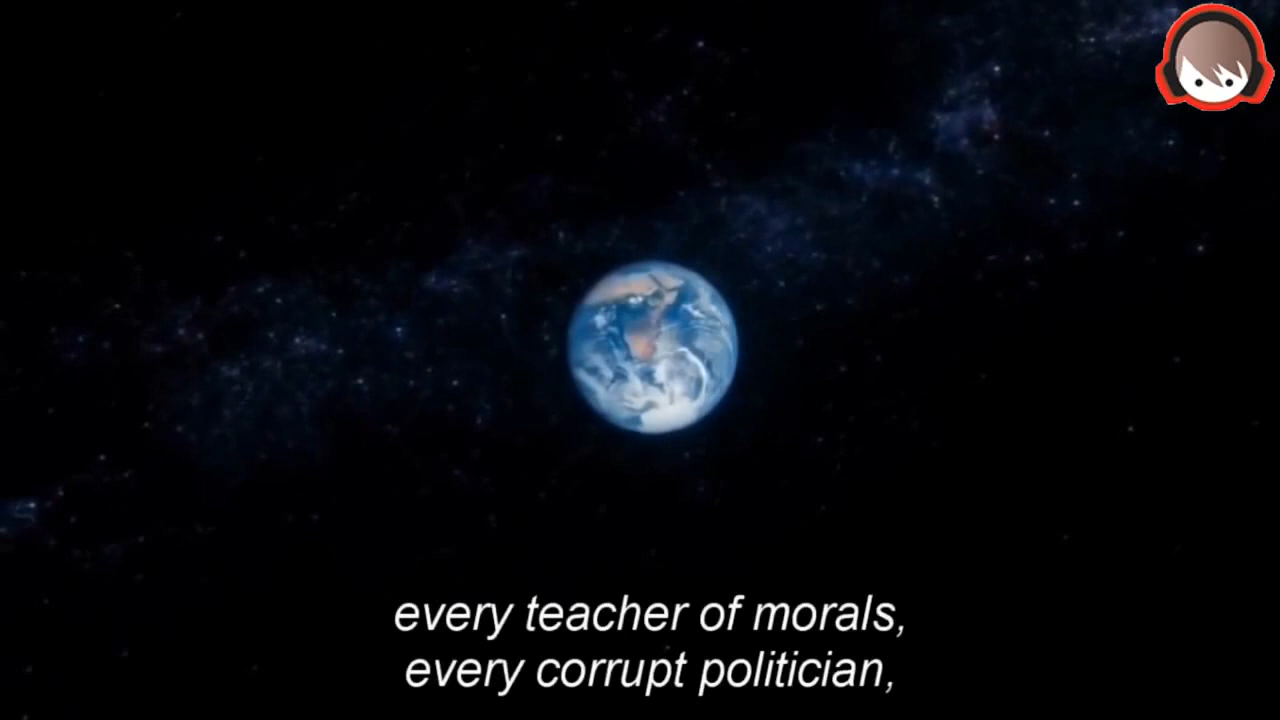 every teacher of morals,
every corrupt politician,